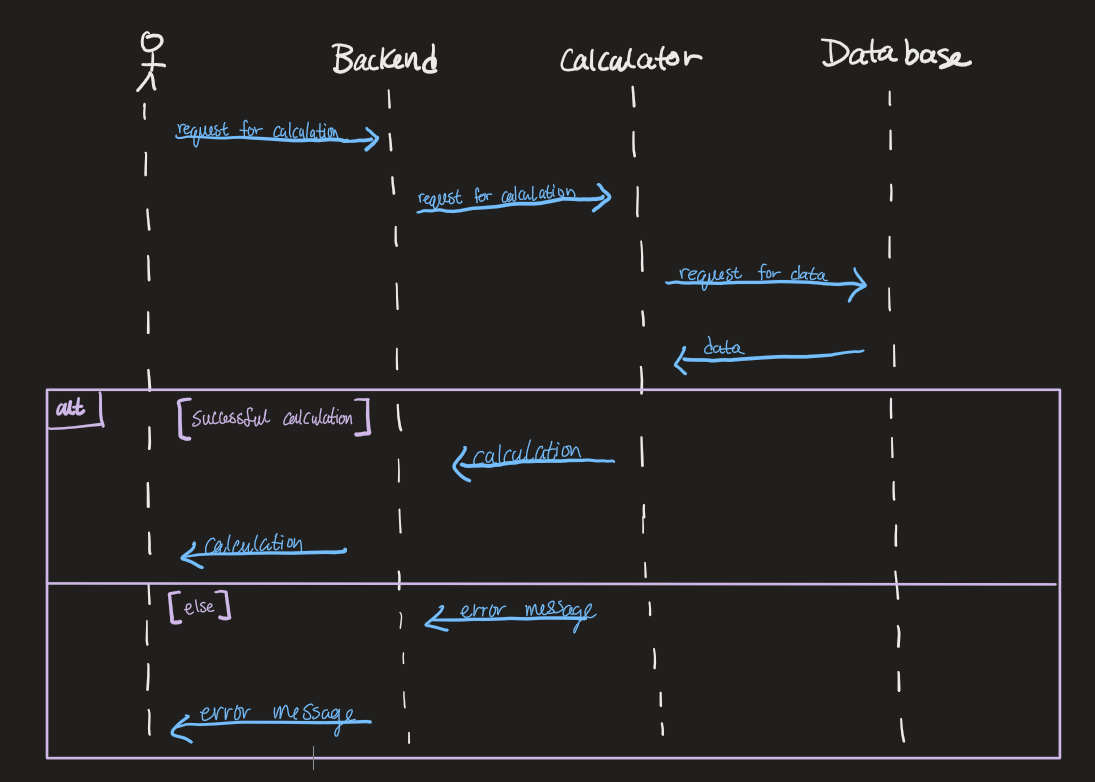 Backend
Calculator
Database
request for calculation
request for calculation
request for data
data
alt
[successful calculation]
calculation
calculation
[else]
error message
error message